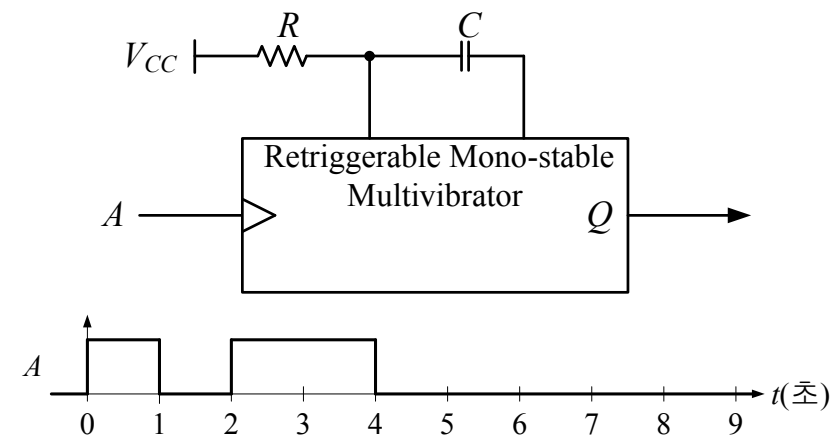 R C
V_CC
Retriggerable Mono-stable
Multivibrator
A Q
A t(초)
0 1 2 3 4 5 6 7 8 9